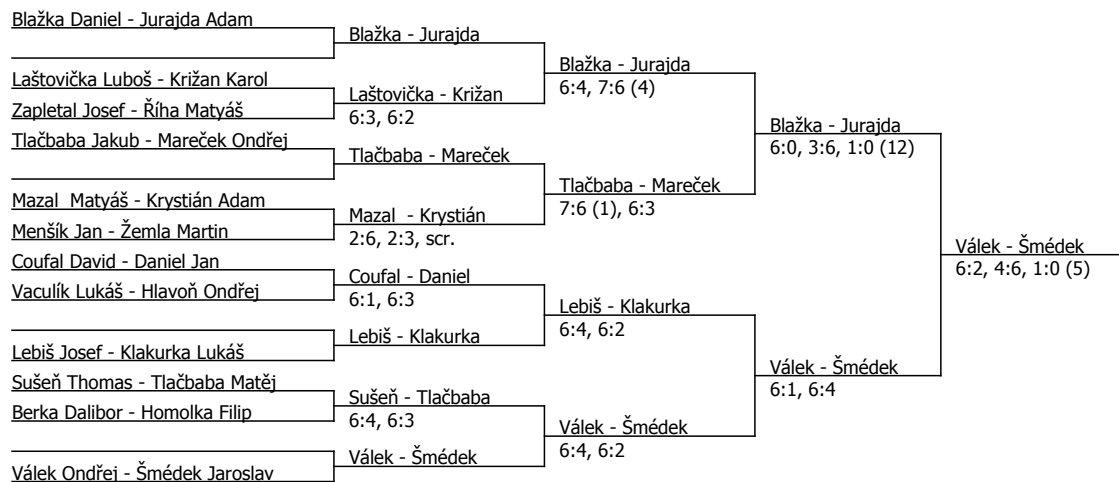 Blažka Daniel - Jurajda Adam
Blažka - Jurajda
Blažka - Jurajda
6:4, 7:6 (4)
Laštovička Luboš - Križan Karol
Laštovička - Križan
6:3, 6:2
Zapletal Josef - Říha Matyáš
Blažka - Jurajda
6:0, 3:6, 1:0 (12)
Tlačbaba Jakub - Mareček Ondřej
Tlačbaba - Mareček
Tlačbaba - Mareček
7:6 (1), 6:3
Mazal  Matyáš - Krystián Adam
Mazal  - Krystián
2:6, 2:3, scr.
Menšík Jan - Žemla Martin
Válek - Šmédek
6:2, 4:6, 1:0 (5)
Coufal David - Daniel Jan
Coufal - Daniel
6:1, 6:3
Vaculík Lukáš - Hlavoň Ondřej
Lebiš - Klakurka
6:4, 6:2
Lebiš - Klakurka
Lebiš Josef - Klakurka Lukáš
Válek - Šmédek
6:1, 6:4
Sušeň Thomas - Tlačbaba Matěj
Sušeň - Tlačbaba
6:4, 6:3
Berka Dalibor - Homolka Filip
Válek - Šmédek
6:4, 6:2
Válek - Šmédek
Válek Ondřej - Šmédek Jaroslav